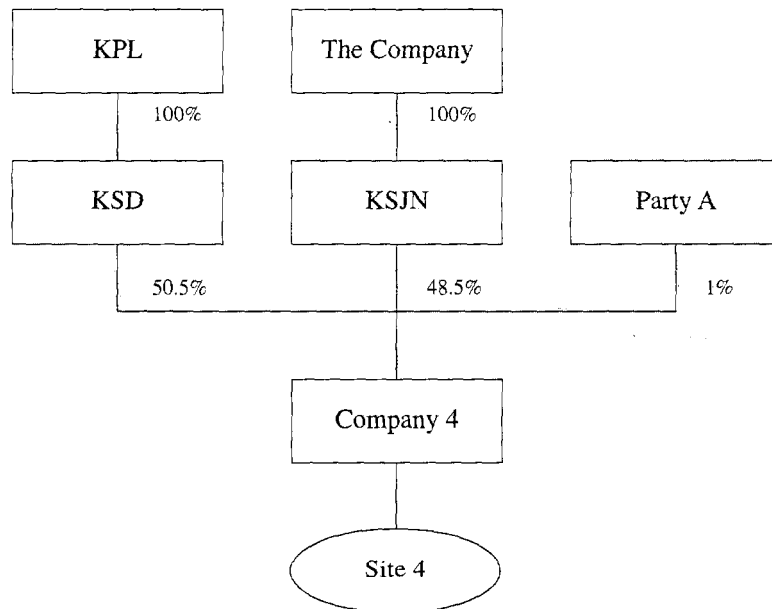 KPL
The Company
100%
100%
KSD
KSJN
Party A
50.5%
48.5%
1%
Company 4
Site 4